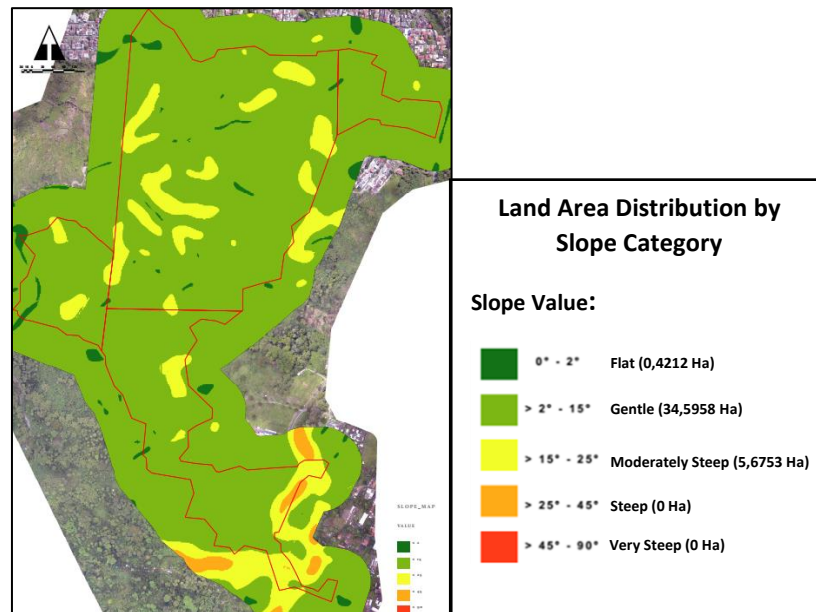 Land Area Distribution by
Slope Category
Slope Value:
0° - 2° Flat (0,4212 Ha)
> 2° - 15° Gentle (34,5958 Ha)
> 15° - 25° Moderately Steep (5,6753 Ha)
> 25° - 45° Steep (0 Ha)
> 45° - 90° Very Steep (0 Ha)
SLOPE_MAP
VALUE